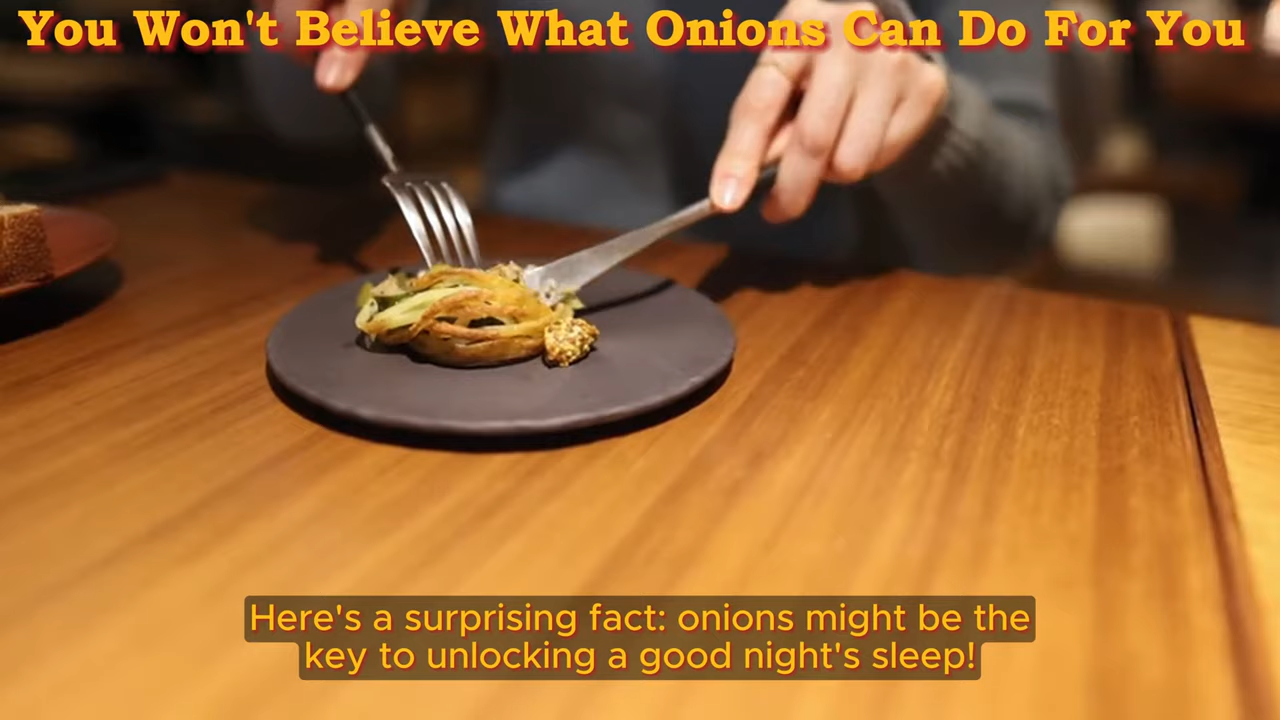 You Won't Believe What Onions Can Do For You
Here's a surprising fact: onions might be the
key to unlocking a good night's sleep!